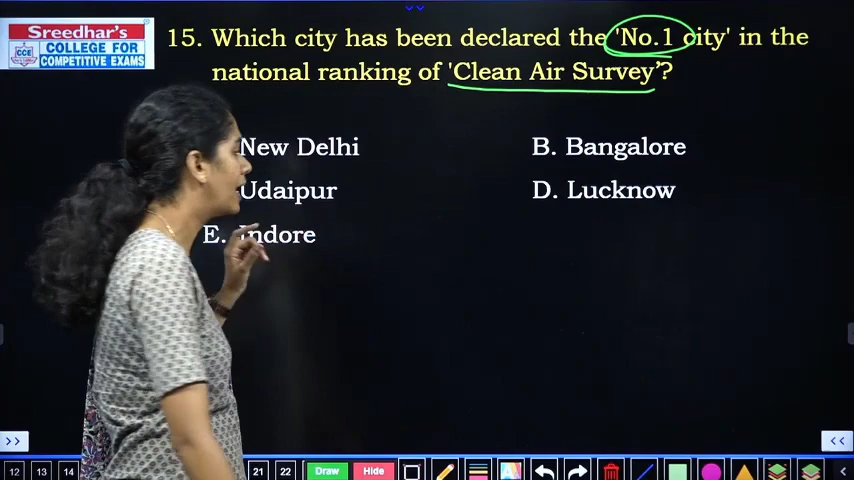 Sreedhar's
CCE
COLLEGE FOR
COMPETITIVE EXAMS
15. Which city has been declared the 'No.1 city' in the
national ranking of 'Clean Air Survey'?
New Delhi
B. Bangalore
Udaipur
D. Lucknow
E. Indore
>>
<<
12 13 14 21 22 Draw Hide